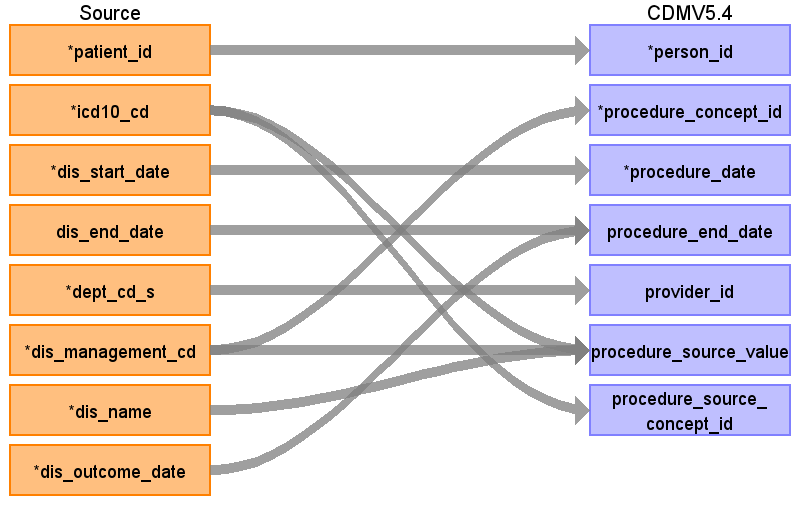 Source
CDMV5.4
*patient_id
*person_id
*icd10_cd
*procedure_concept_id
*dis_start_date
*procedure_date
dis_end_date
procedure_end_date
*dept_cd_s
provider_id
*dis_management_cd
procedure_source_value
*dis_name
procedure_source_
concept_id
*dis_outcome_date